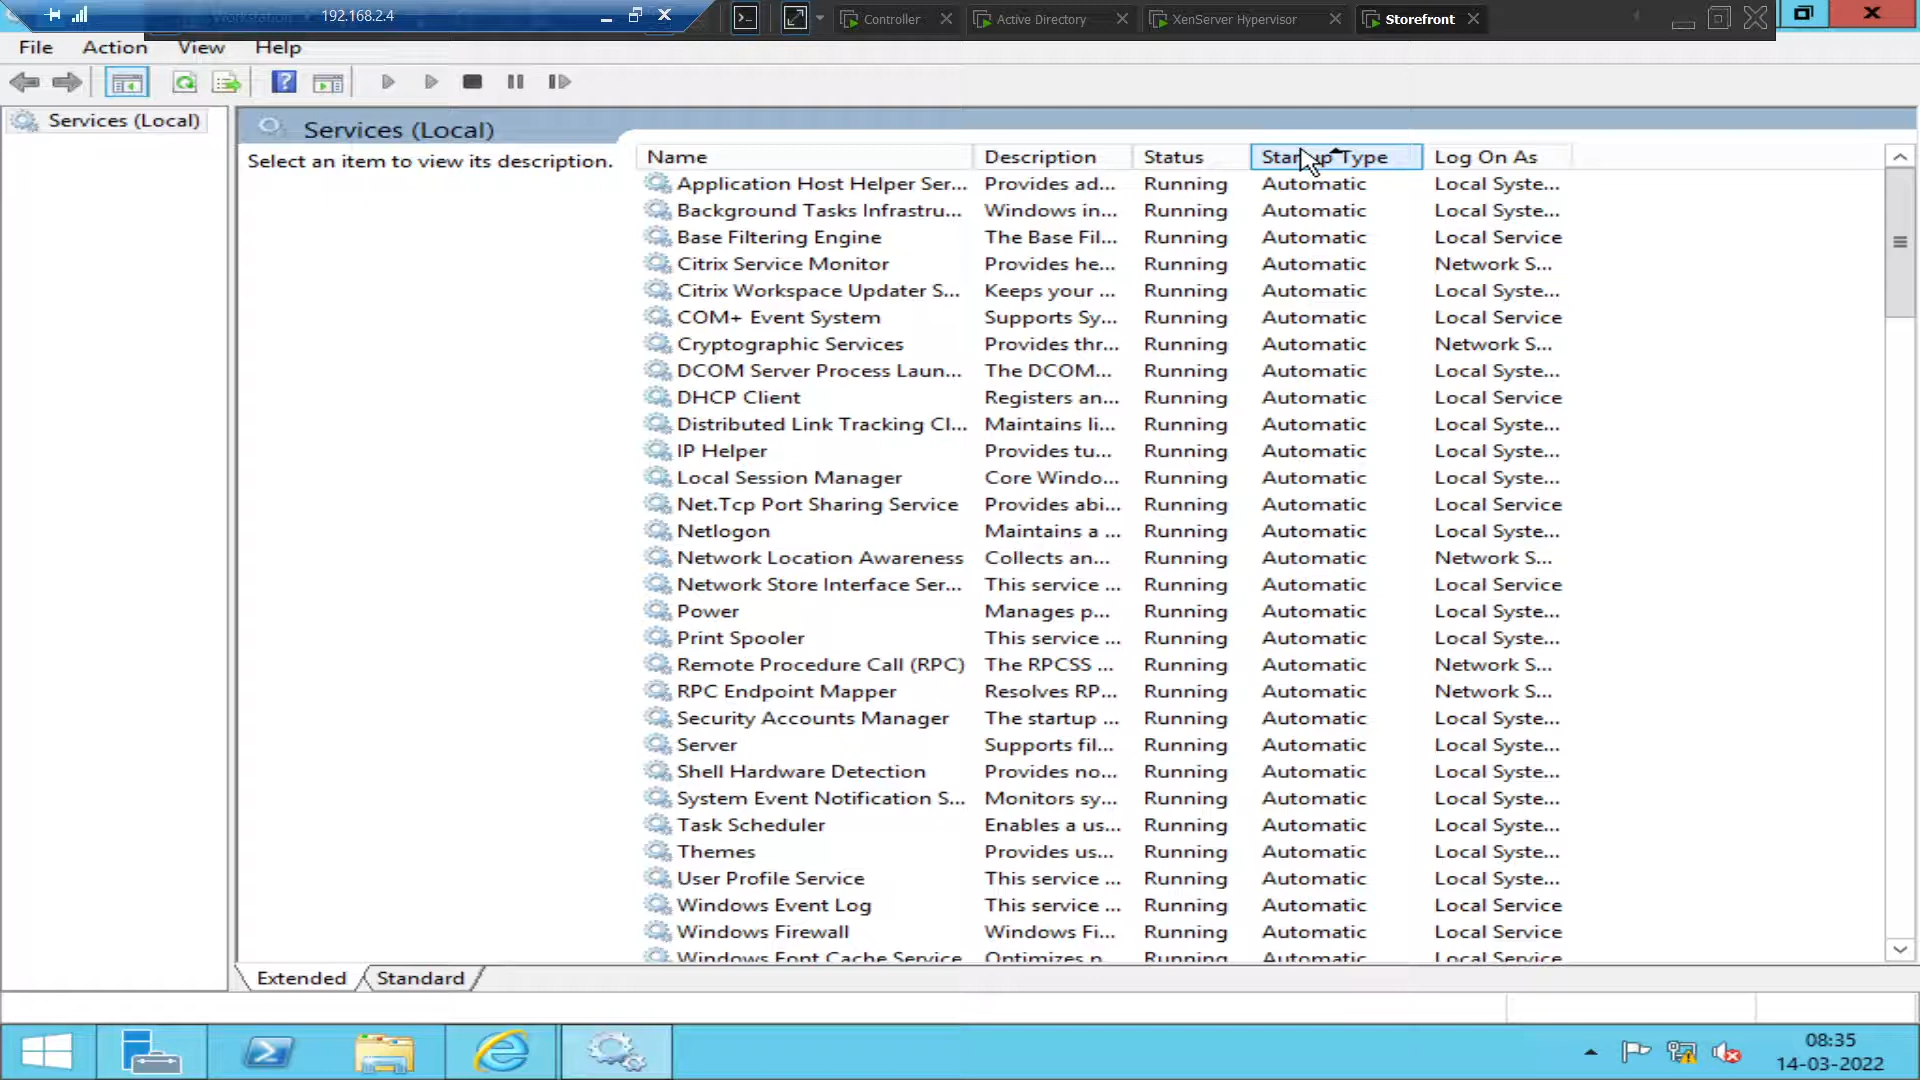 Workstation
192.168.2.4
Controller
Active Directory
XenServer Hypervisor
Storefront
File Action View Help
Services (Local)
Services (Local)
Select an item to view its description.
Name Description Status Startup Type Log On As
Application Host Helper Ser... Provides ad... Running Automatic Local Syste...
Background Tasks Infrastru... Windows in... Running Automatic Local Syste...
Base Filtering Engine The Base Fil... Running Automatic Local Service
Citrix Service Monitor Provides he... Running Automatic Network S...
Citrix Workspace Updater S... Keeps your ... Running Automatic Local Syste...
COM+ Event System Supports Sy... Running Automatic Local Service
Cryptographic Services Provides thr... Running Automatic Network S...
DCOM Server Process Laun... The DCOM... Running Automatic Local Syste...
DHCP Client Registers an... Running Automatic Local Service
Distributed Link Tracking Cl... Maintains li... Running Automatic Local Syste...
IP Helper Provides tu... Running Automatic Local Syste...
Local Session Manager Core Windo... Running Automatic Local Syste...
Net.Tcp Port Sharing Service Provides abi... Running Automatic Local Service
Netlogon Maintains a ... Running Automatic Local Syste...
Network Location Awareness Collects an... Running Automatic Network S...
Network Store Interface Ser... This service ... Running Automatic Local Service
Power Manages p... Running Automatic Local Syste...
Print Spooler This service ... Running Automatic Local Syste...
Remote Procedure Call (RPC) The RPCSS ... Running Automatic Network S...
RPC Endpoint Mapper Resolves RP... Running Automatic Network S...
Security Accounts Manager The startup ... Running Automatic Local Syste...
Server Supports fil... Running Automatic Local Syste...
Shell Hardware Detection Provides no... Running Automatic Local Syste...
System Event Notification S... Monitors sy... Running Automatic Local Syste...
Task Scheduler Enables a us... Running Automatic Local Syste...
Themes Provides us... Running Automatic Local Syste...
User Profile Service This service ... Running Automatic Local Syste...
Windows Event Log This service ... Running Automatic Local Service
Windows Firewall Windows Fi... Running Automatic Local Service
Windows Font Cache Service Optimizes p... Running Automatic Local Service
Extended Standard
08:35
14-03-2022